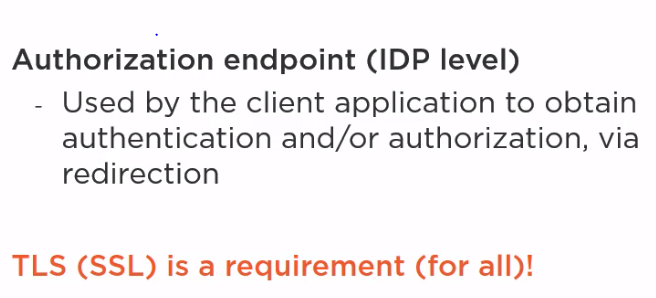 Authorization endpoint (IDP level)
- Used by the client application to obtain
authentication and/or authorization, via
redirection
TLS (SSL) is a requirement (for all)!